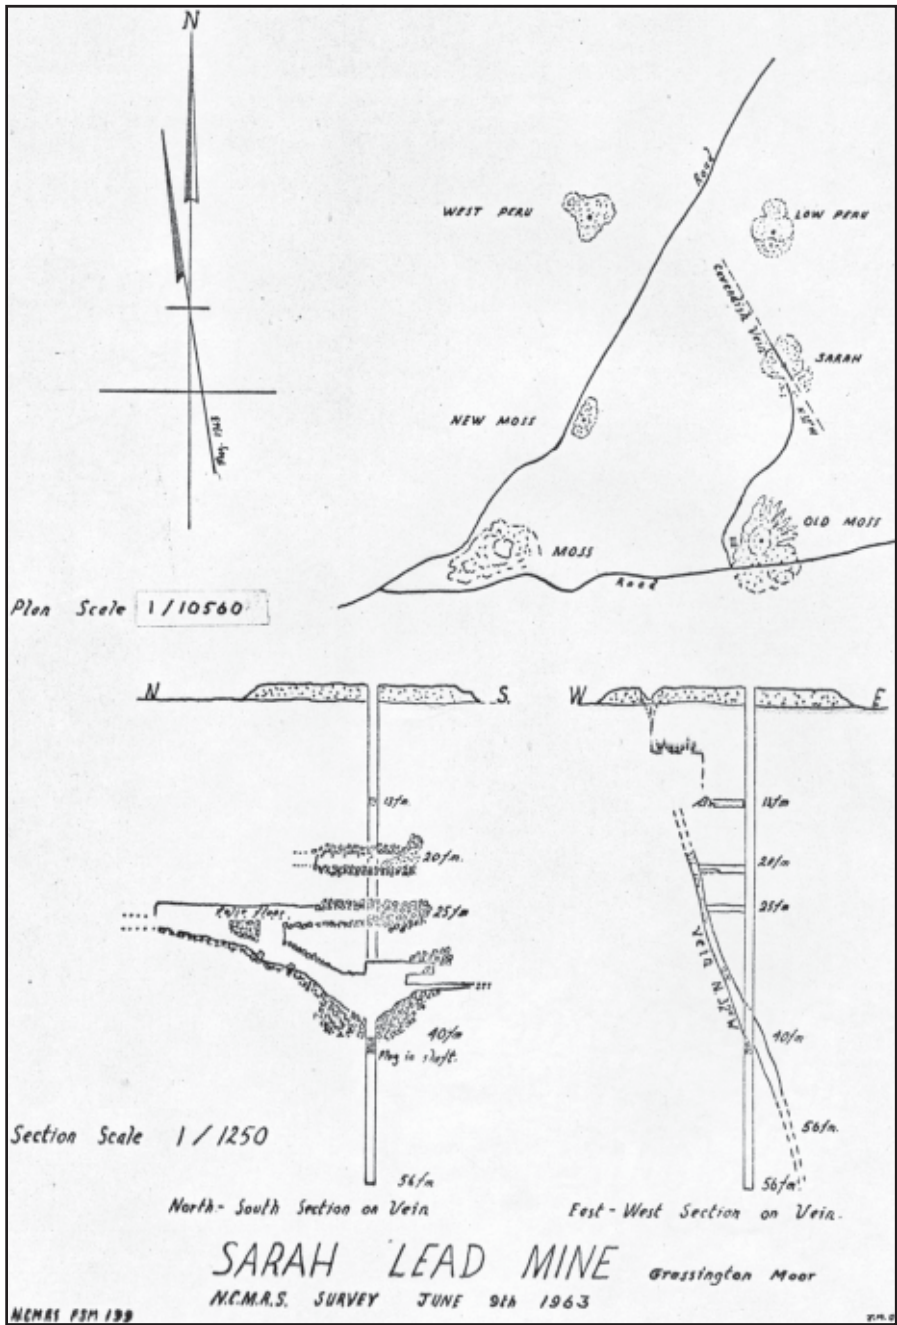 N
WEST PERU
Road
LOW PERU
Cavendish Vein
SARAH
NEW MOSS
OLD MOSS
MOSS
Road
Plan Scale 1/10560
N
S.
W
E
13fm
20fm.
25fm
40fm
Plug in shaft.
56fm
13fm
20fm
25fm
Vein N 32 W
40fm
56fm.
56fm.
Section Scale 1/1250
North - South Section on Vein
East - West Section on Vein.
SARAH LEAD MINE Grassington Moor
N.C.M.R.S. SURVEY JUNE 9th 1963
N.C.M.R.S FSM 199